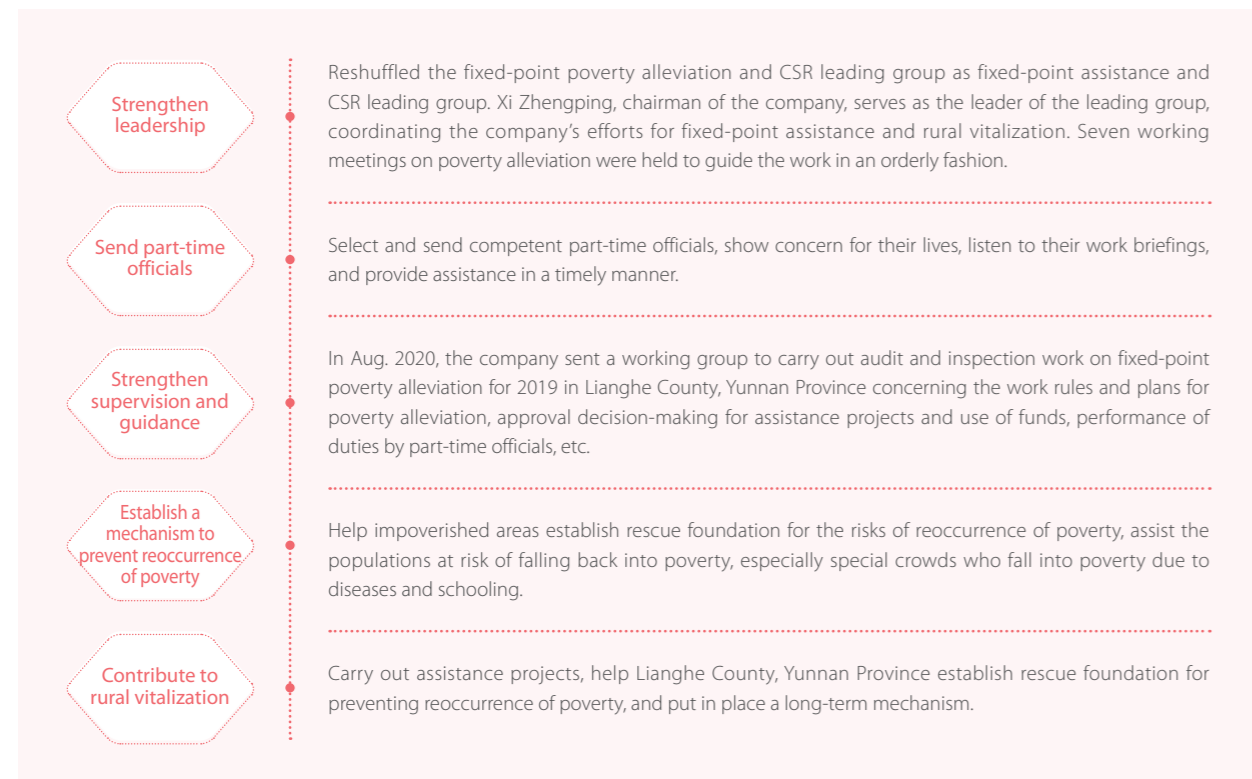 Strengthen
leadership
Reshuffled the fixed-point poverty alleviation and CSR leading group as fixed-point assistance and
CSR leading group. Xi Zhengping, chairman of the company, serves as the leader of the leading group,
coordinating the company's efforts for fixed-point assistance and rural vitalization. Seven working
meetings on poverty alleviation were held to guide the work in an orderly fashion.
Send part-time
officials
Select and send competent part-time officials, show concern for their lives, listen to their work briefings,
and provide assistance in a timely manner.
Strengthen
supervision and
guidance
In Aug. 2020, the company sent a working group to carry out audit and inspection work on fixed-point
poverty alleviation for 2019 in Lianghe County, Yunnan Province concerning the work rules and plans for
poverty alleviation, approval decision-making for assistance projects and use of funds, performance of
duties by part-time officials, etc.
Establish a
mechanism to
prevent reoccurrence
of poverty
Help impoverished areas establish rescue foundation for the risks of reoccurrence of poverty, assist the
populations at risk of falling back into poverty, especially special crowds who fall into poverty due to
diseases and schooling.
Contribute to
rural vitalization
Carry out assistance projects, help Lianghe County, Yunnan Province establish rescue foundation for
preventing reoccurrence of poverty, and put in place a long-term mechanism.